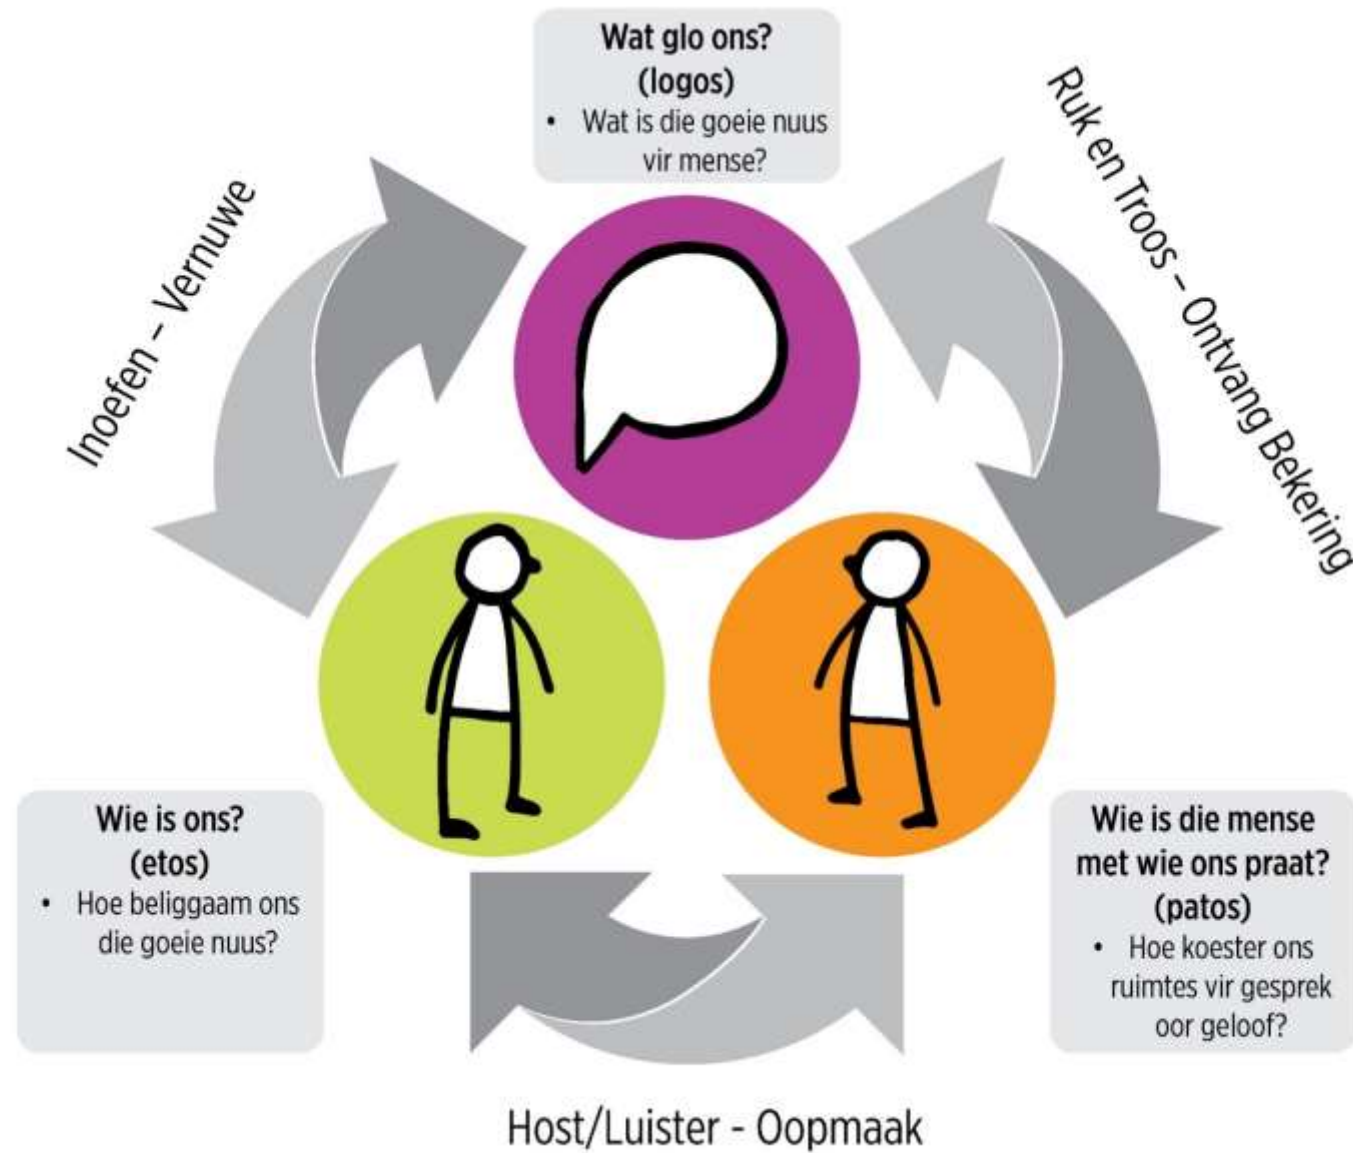 Wat glo ons?
(logos)
• Wat is die goeie nuus
vir mense?
Inoefen – Vernuwe
Ruk en Troos – Ontvang Bekering
Wie is ons?
(etos)
• Hoe beliggaam ons
die goeie nuus?
Wie is die mense
met wie ons praat?
(patos)
• Hoe koester ons
ruimtes vir gesprek
oor geloof?
Host/Luister - Oopmaak